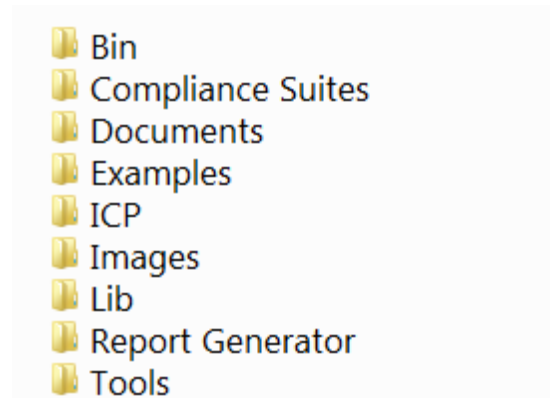 Bin
Compliance Suites
Documents
Examples
ICP
Images
Lib
Report Generator
Tools